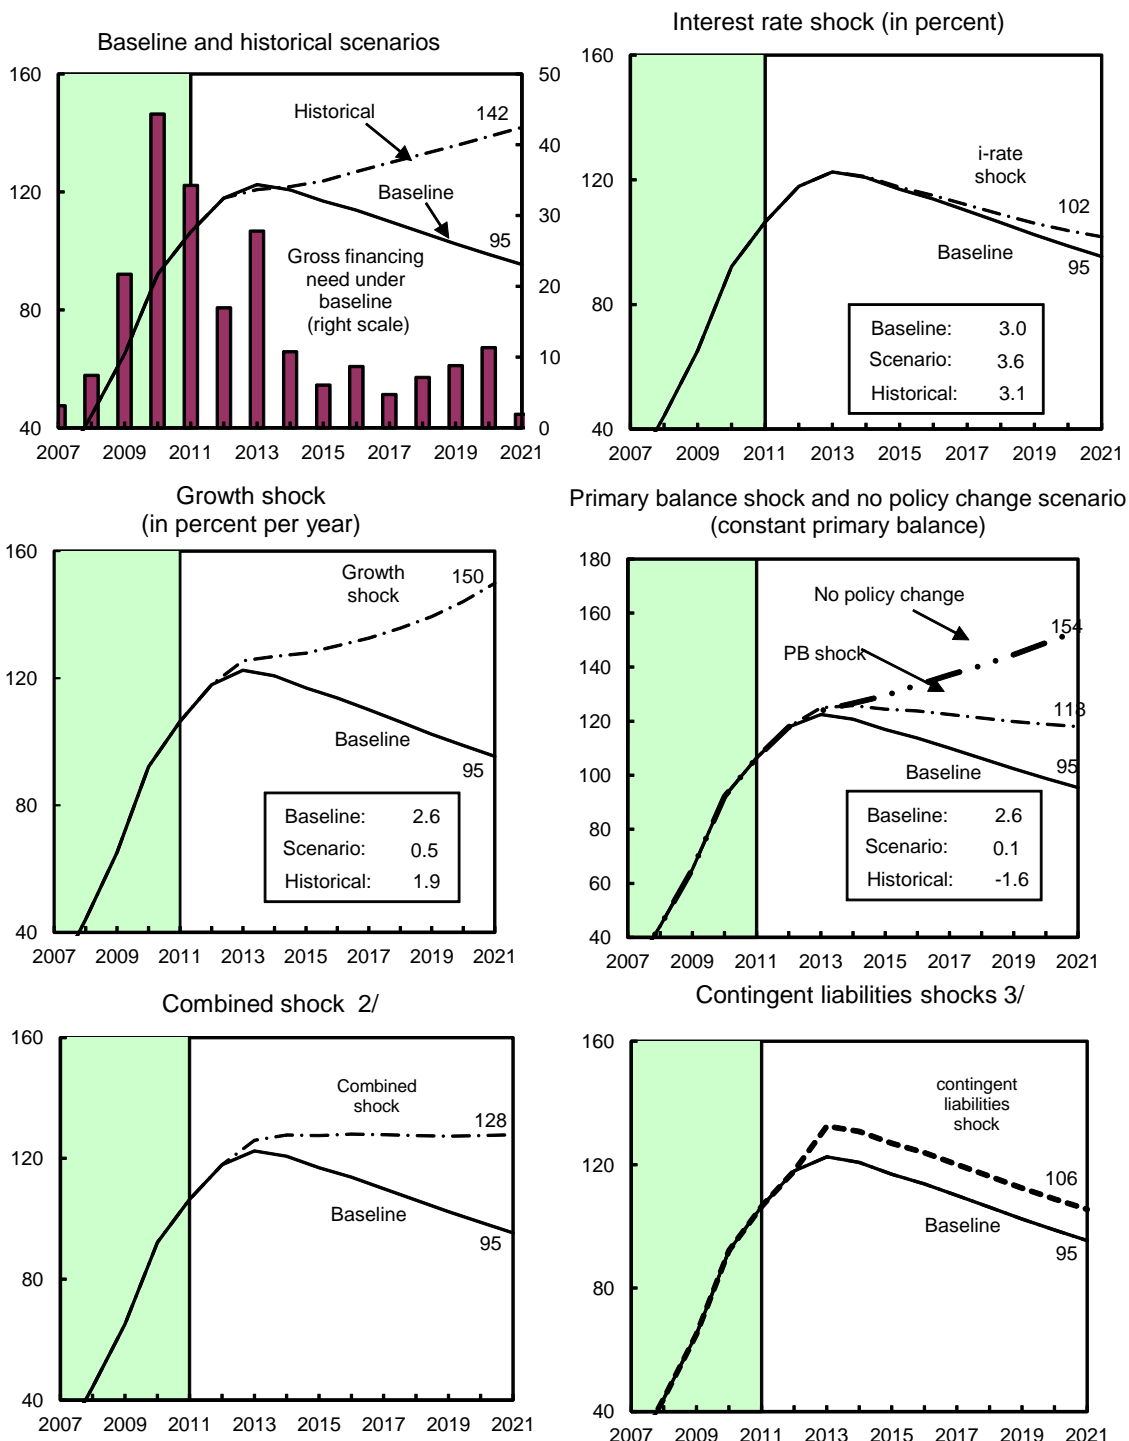 Baseline and historical scenarios
160
120
80
40
50
40
30
20
10
0
Historical
142
Baseline
95
Gross financing
need under
baseline
(right scale)
2007 2009 2011 2013 2015 2017 2019 2021
Interest rate shock (in percent)
160
120
80
40
i-rate
shock
102
Baseline
95
Baseline: 3.0
Scenario: 3.6
Historical: 3.1
2007 2009 2011 2013 2015 2017 2019 2021
Growth shock
(in percent per year)
160
120
80
40
Growth
shock
150
Baseline
95
Baseline: 2.6
Scenario: 0.5
Historical: 1.9
2007 2009 2011 2013 2015 2017 2019 2021
Primary balance shock and no policy change scenario
(constant primary balance)
180
160
140
120
100
80
60
40
No policy change
154
PB shock
118
Baseline
95
Baseline: 2.6
Scenario: 0.1
Historical: -1.6
2007 2009 2011 2013 2015 2017 2019 2021
Combined shock 2/
160
120
80
40
Combined
shock
128
Baseline
95
2007 2009 2011 2013 2015 2017 2019 2021
Contingent liabilities shocks 3/
160
120
80
40
contingent
liabilities
shock
106
Baseline
95
2007 2009 2011 2013 2015 2017 2019 2021